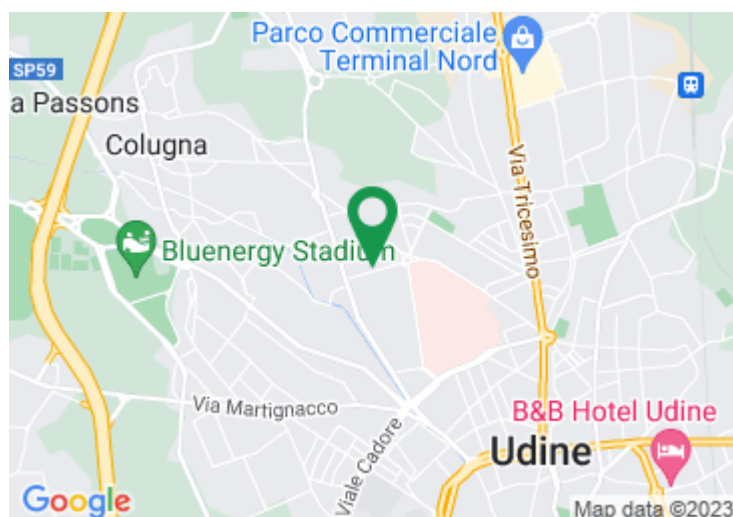 Parco Commerciale
Terminal Nord
SP59
a Passons
Colugna
Via Tricesimo
Bluenergy Stadium
Via Martignacco
B&B Hotel Udine
Viale Cadore
Udine
Google
Map data ©2023